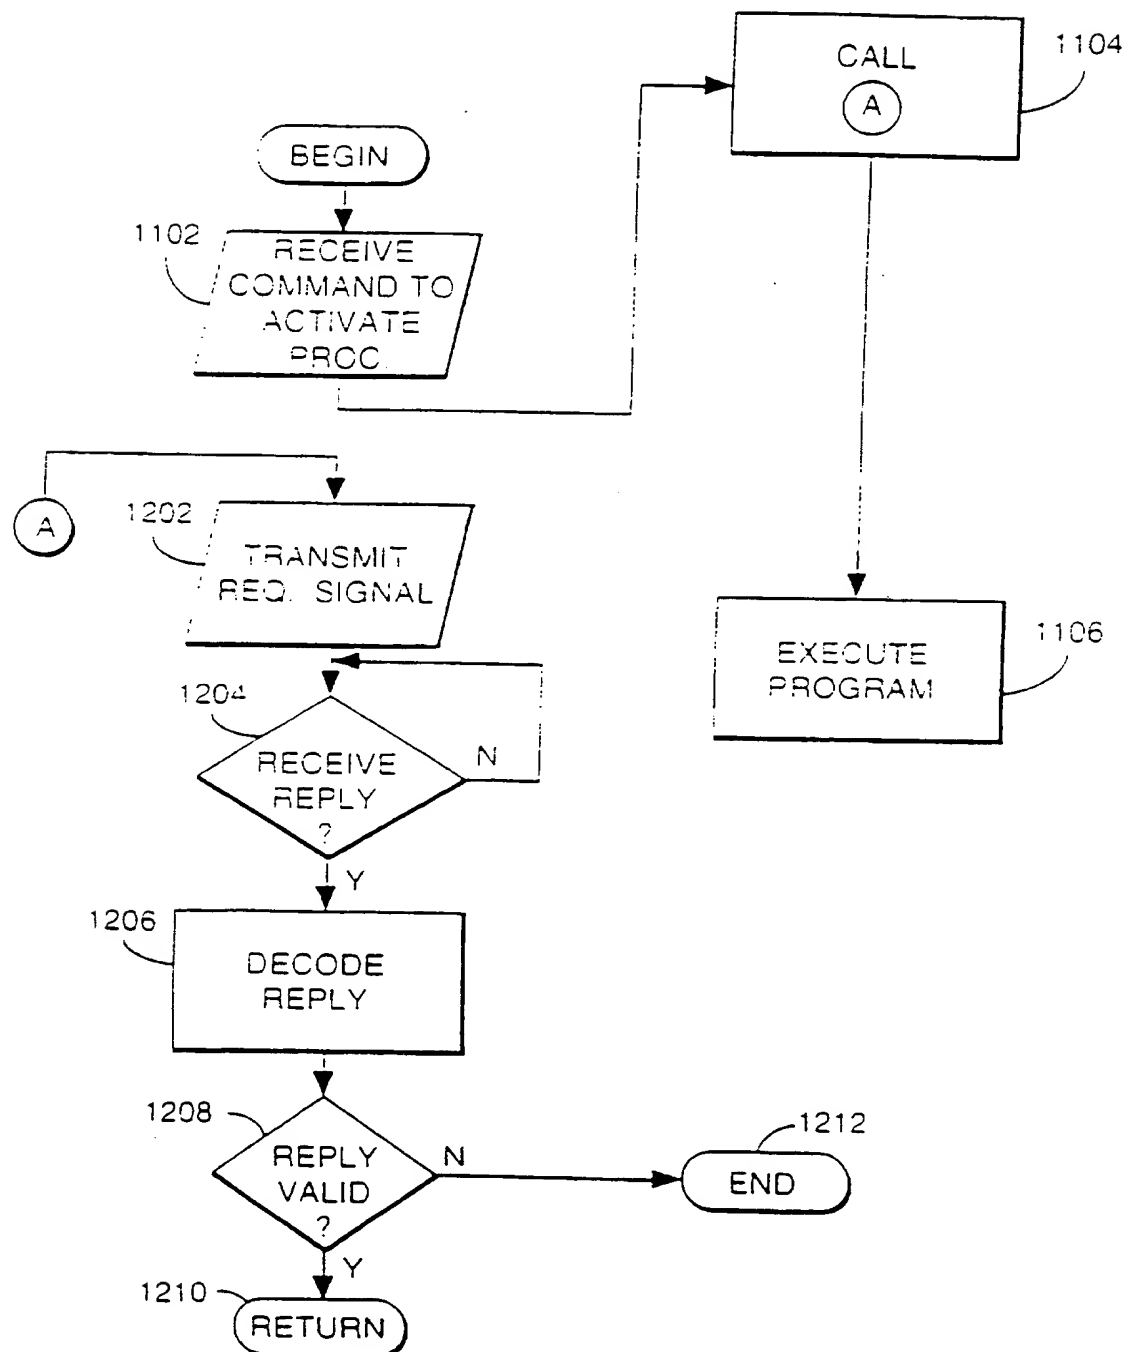 CALL
A
1104
BEGIN
1102
RECEIVE
COMMAND TO
ACTIVATE
PROC.
A
1202
TRANSMIT
REQ. SIGNAL
EXECUTE
PROGRAM
1106
1204
RECEIVE
REPLY
?
N
Y
1206
DECODE
REPLY
1208
REPLY
VALID
?
N
1212
END
Y
1210
RETURN